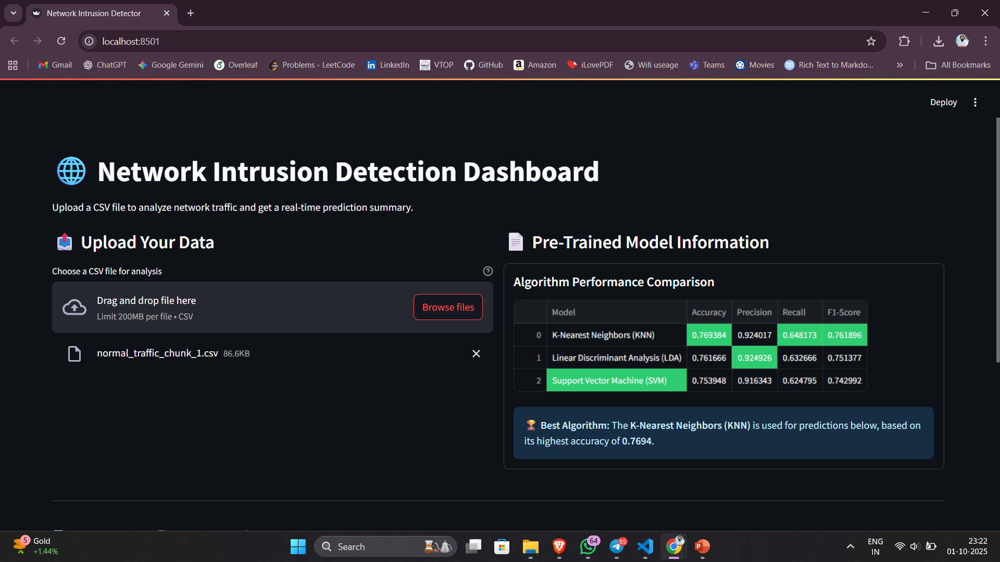 Network Intrusion Detector
localhost:8501
Gmail
ChatGPT
Google Gemini
Overleaf
Problems - LeetCode
LinkedIn
VTOP
GitHub
Amazon
iLovePDF
Wifi useage
Teams
Movies
Rich Text to Markdo...
All Bookmarks
Deploy
Network Intrusion Detection Dashboard
Upload a CSV file to analyze network traffic and get a real-time prediction summary.
Upload Your Data
Choose a CSV file for analysis
Drag and drop file here
Limit 200MB per file • CSV
Browse files
normal_traffic_chunk_1.csv 86.6KB
Pre-Trained Model Information
Algorithm Performance Comparison
Model Accuracy Precision Recall F1-Score
0 K-Nearest Neighbors (KNN) 0.769384 0.924017 0.648173 0.761896
1 Linear Discriminant Analysis (LDA) 0.761666 0.924926 0.632666 0.751377
2 Support Vector Machine (SVM) 0.753948 0.916343 0.624795 0.742992
Best Algorithm: The K-Nearest Neighbors (KNN) is used for predictions below, based on
its highest accuracy of 0.7694.
5
Gold
+1.44%
Search
64
65
ENG
IN
23:22
01-10-2025